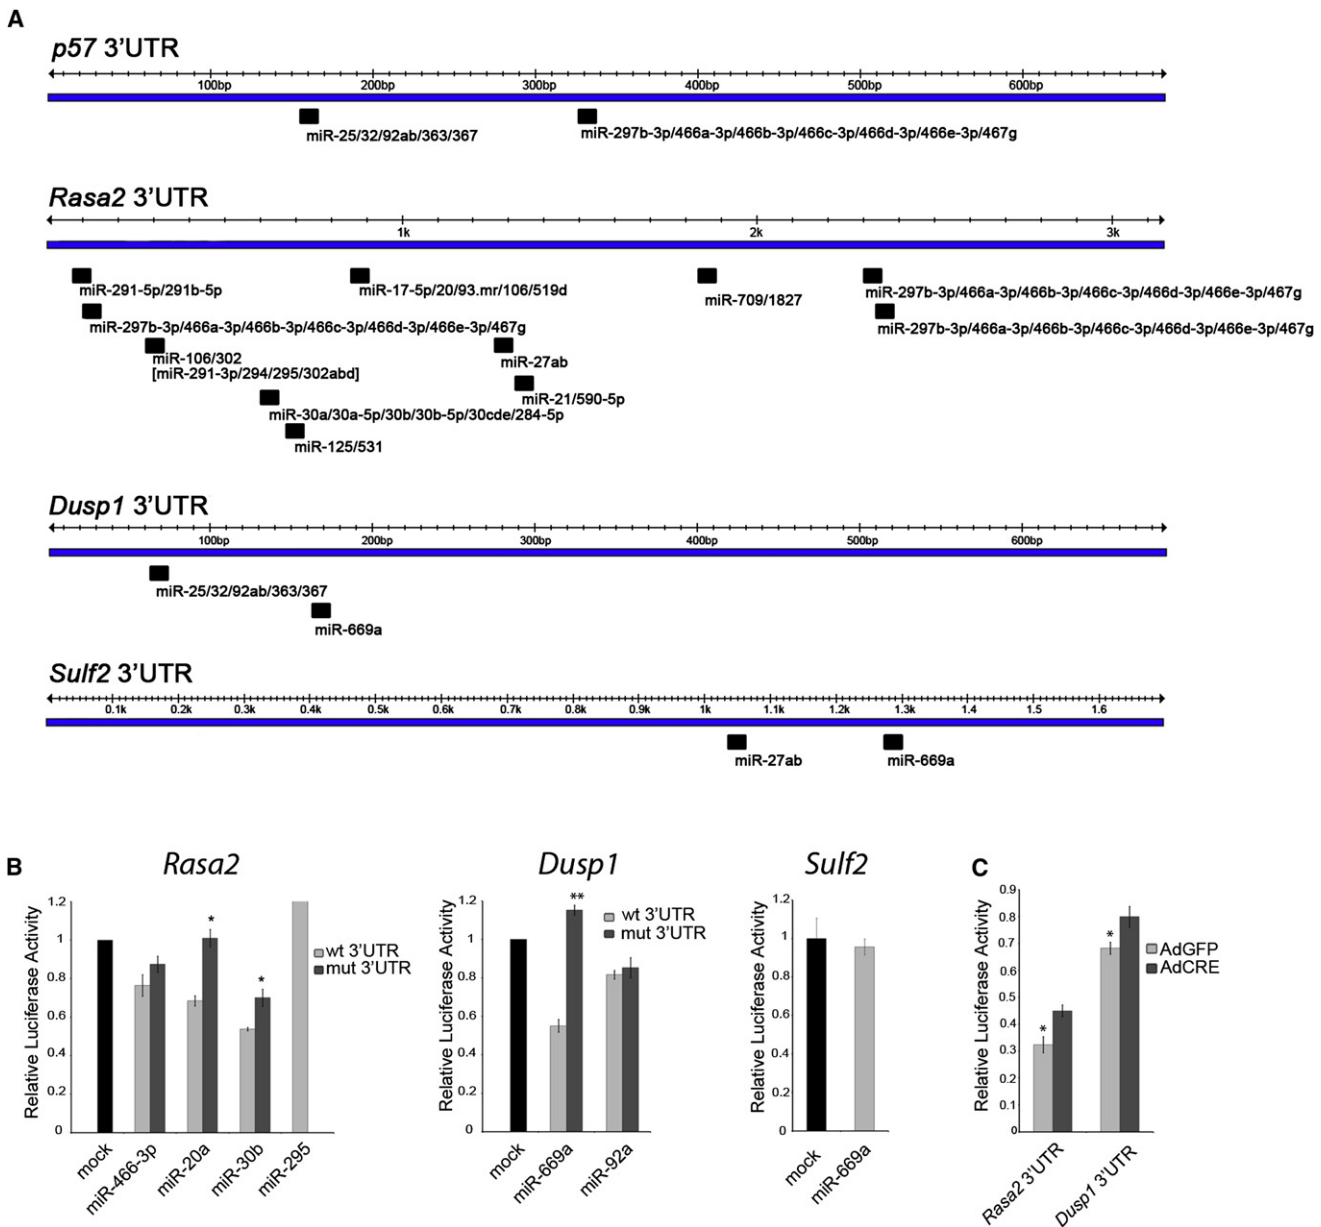 A
p57 3’UTR
100bp 200bp 300bp 400bp 500bp 600bp
miR-25/32/92ab/363/367
miR-297b-3p/466a-3p/466b-3p/466c-3p/466d-3p/466e-3p/467g
Rasa2 3’UTR
1k 2k 3k
miR-291-5p/291b-5p
miR-17-5p/20/93.mr/106/519d
miR-709/1827
miR-297b-3p/466a-3p/466b-3p/466c-3p/466d-3p/466e-3p/467g
miR-297b-3p/466a-3p/466b-3p/466c-3p/466d-3p/466e-3p/467g
miR-297b-3p/466a-3p/466b-3p/466c-3p/466d-3p/466e-3p/467g
miR-106/302
[miR-291-3p/294/295/302abd]
miR-27ab
miR-21/590-5p
miR-30a/30a-5p/30b/30b-5p/30cde/284-5p
miR-125/531
Dusp1 3’UTR
100bp 200bp 300bp 400bp 500bp 600bp
miR-25/32/92ab/363/367
miR-669a
Sulf2 3’UTR
0.1k 0.2k 0.3k 0.4k 0.5k 0.6k 0.7k 0.8k 0.9k 1k 1.1k 1.2k 1.3k 1.4 1.5 1.6
miR-27ab
miR-669a
B
Rasa2
Relative Luciferase Activity
1.2
1
0.8
0.6
0.4
0.2
0
*
*
wt 3’UTR
mut 3’UTR
mock
miR-466-3p
miR-20a
miR-30b
miR-295
Dusp1
Relative Luciferase Activity
1.2
1
0.8
0.6
0.4
0.2
0
**
wt 3’UTR
mut 3’UTR
mock
miR-669a
miR-92a
Sulf2
Relative Luciferase Activity
1.2
1
0.8
0.6
0.4
0.2
0
mock
miR-669a
C
Relative Luciferase Activity
0.9
0.8
0.7
0.6
0.5
0.4
0.3
0.2
0.1
0
*
*
AdGFP
AdCRE
Rasa2 3’UTR
Dusp1 3’UTR